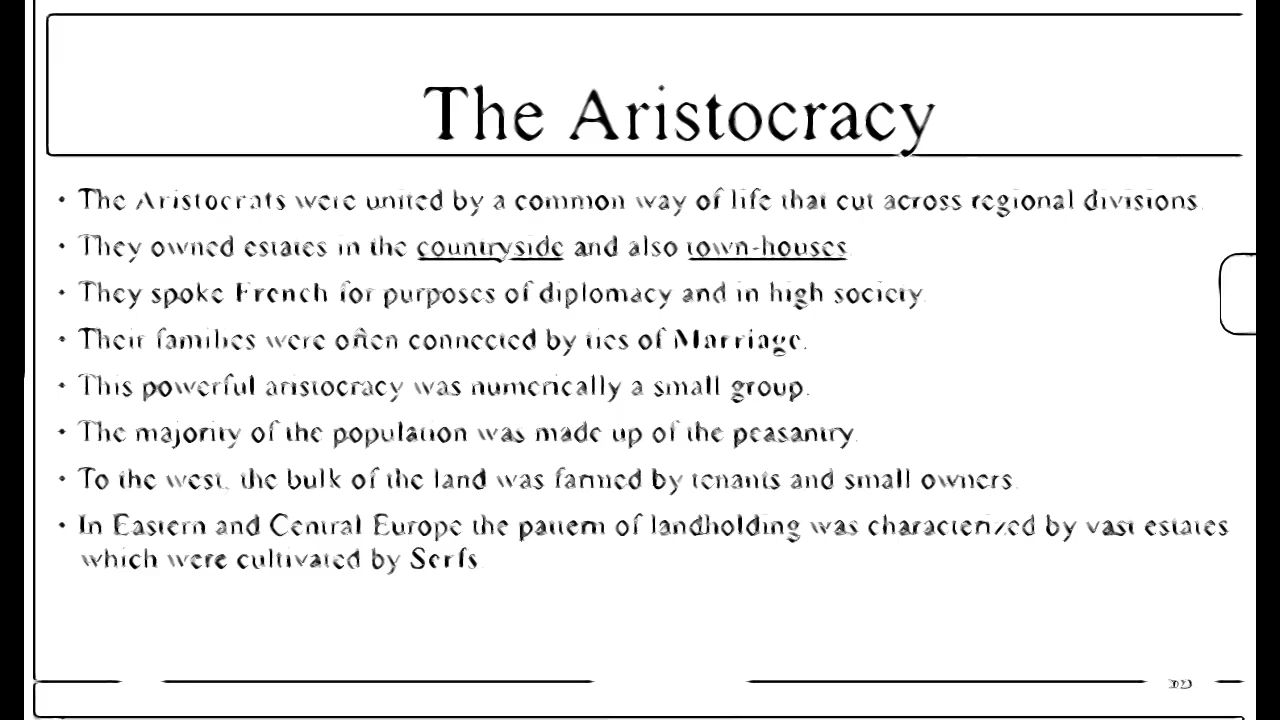 The Aristocracy
• The Aristocrats were united by a common way of life that cut across regional divisions.
• They owned estates in the countryside and also town-houses.
• They spoke French for purposes of diplomacy and in high society.
• Their families were often connected by ties of Marriage.
• This powerful aristocracy was numerically a small group.
• The majority of the population was made up of the peasantry.
• To the west, the bulk of the land was farmed by tenants and small owners.
• In Eastern and Central Europe the pattern of landholding was characterized by vast estates
which were cultivated by Serfs.